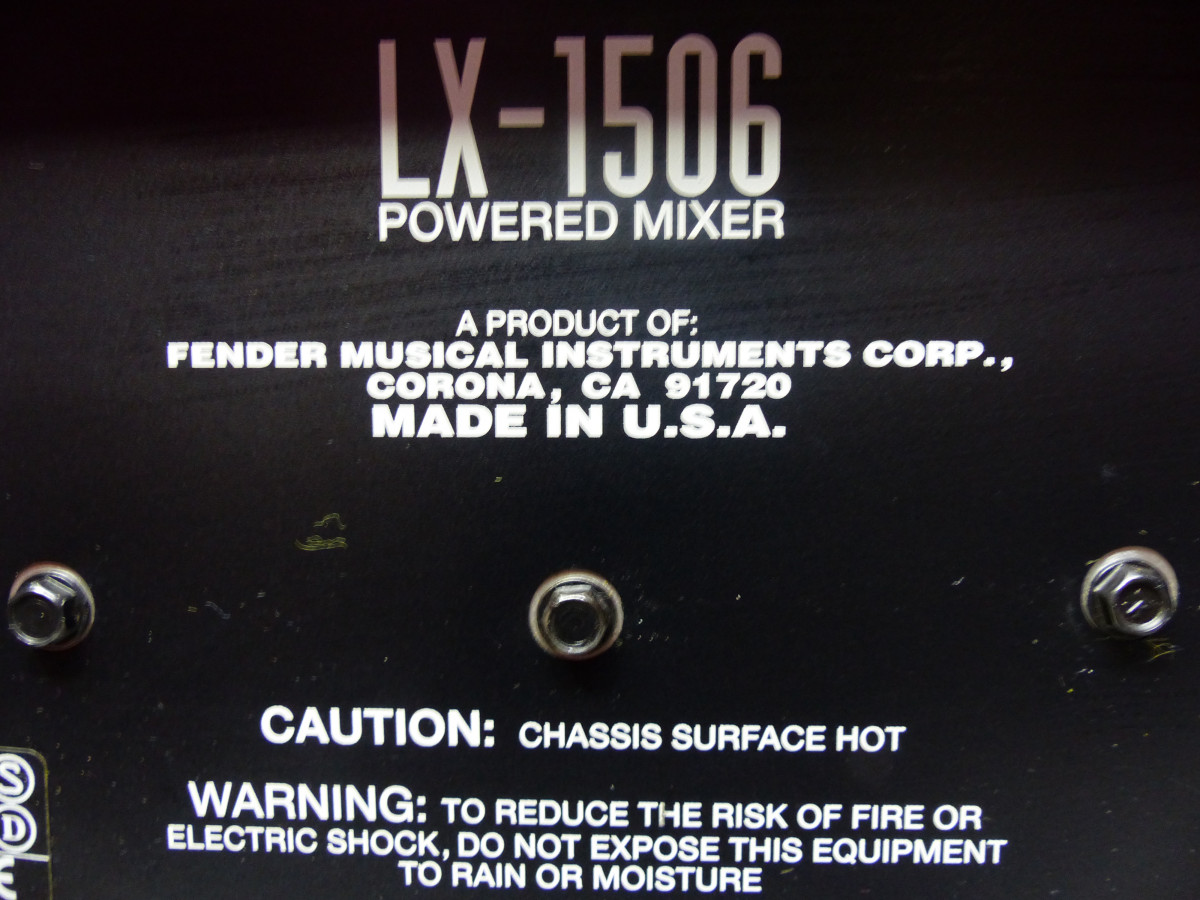 LX-1506
POWERED MIXER
A PRODUCT OF:
FENDER MUSICAL INSTRUMENTS CORP.,
CORONA, CA 91720
MADE IN U.S.A.
CAUTION: CHASSIS SURFACE HOT
WARNING: TO REDUCE THE RISK OF FIRE OR
ELECTRIC SHOCK, DO NOT EXPOSE THIS EQUIPMENT
TO RAIN OR MOISTURE